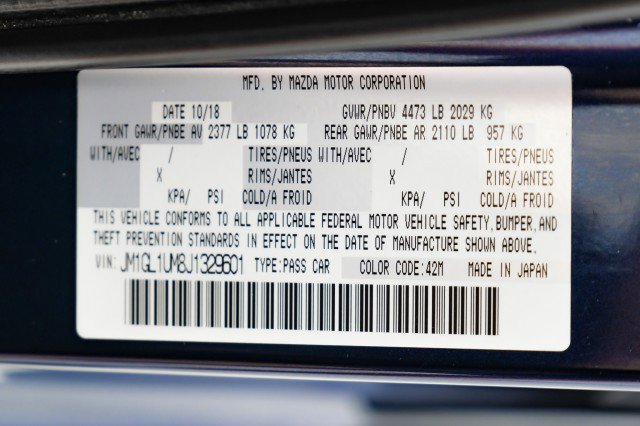 MFD. BY MAZDA MOTOR CORPORATION
DATE 10/18 GVWR/PNBV 4473 LB 2029 KG
FRONT GAWR/PNBE AV 2377 LB 1078 KG REAR GAWR/PNBE AR 2110 LB 957 KG
WITH/AVEC / TIRES/PNEUS WITH/AVEC / TIRES/PNEUS
X RIMS/JANTES X RIMS/JANTES
KPA/ PSI COLD/A FROID KPA/ PSI COLD/A FROID
THIS VEHICLE CONFORMS TO ALL APPLICABLE FEDERAL MOTOR VEHICLE SAFETY, BUMPER, AND
THEFT PREVENTION STANDARDS IN EFFECT ON THE DATE OF MANUFACTURE SHOWN ABOVE.
VIN: JM1GL1UM8J1329601 TYPE:PASS CAR COLOR CODE:42M MADE IN JAPAN